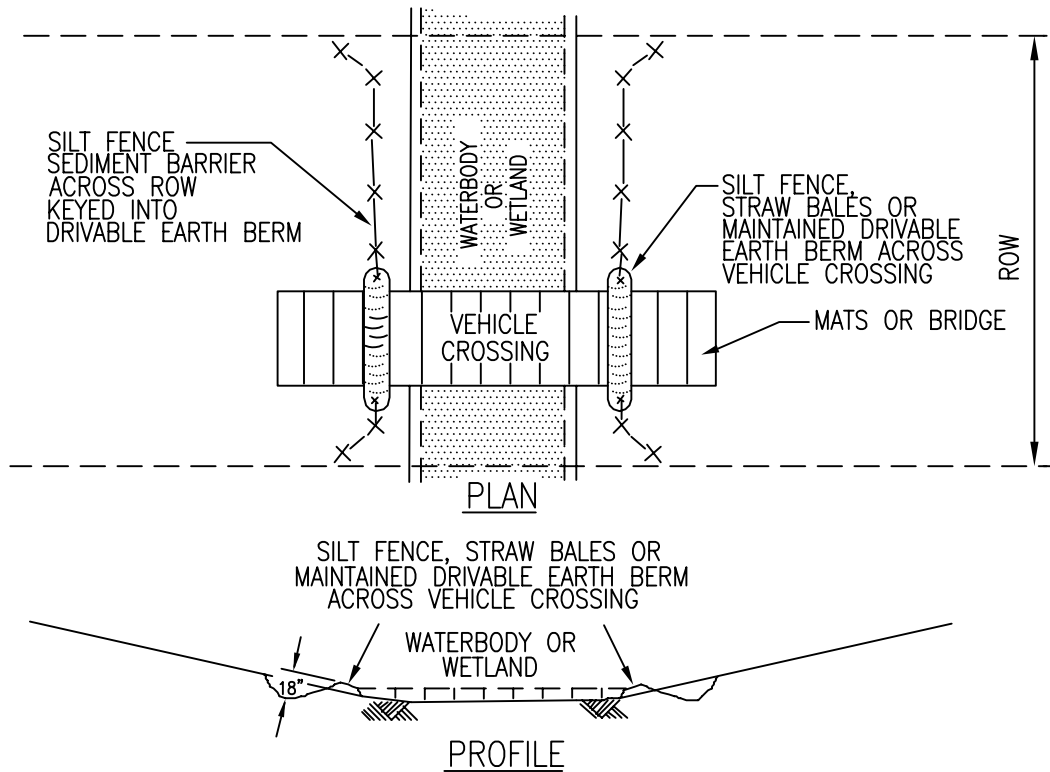 SILT FENCE
SEDIMENT BARRIER
ACROSS ROW
KEYED INTO
DRIVABLE EARTH BERM
WATERBODY
OR
WETLAND
SILT FENCE,
STRAW BALES OR
MAINTAINED DRIVABLE
EARTH BERM ACROSS
VEHICLE CROSSING
ROW
MATS OR BRIDGE
VEHICLE
CROSSING
PLAN
SILT FENCE, STRAW BALES OR
MAINTAINED DRIVABLE EARTH BERM
ACROSS VEHICLE CROSSING
WATERBODY OR
WETLAND
18"
PROFILE